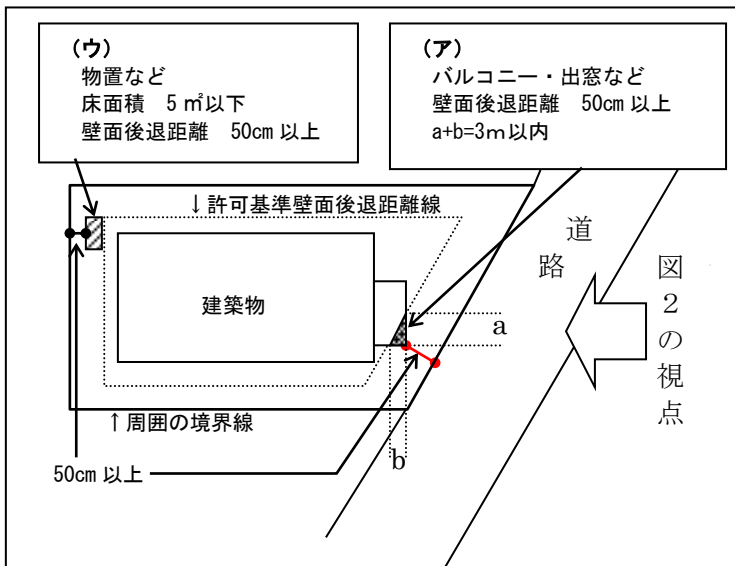 (ウ)
物置など
床面積 5 ㎡以下
壁面後退距離 50cm 以上
(ア)
バルコニー・出窓など
壁面後退距離 50cm 以上
a+b=3m以内
↓許可基準壁面後退距離線
道路
図2の視点
建築物
a
↑周囲の境界線
b
50cm 以上